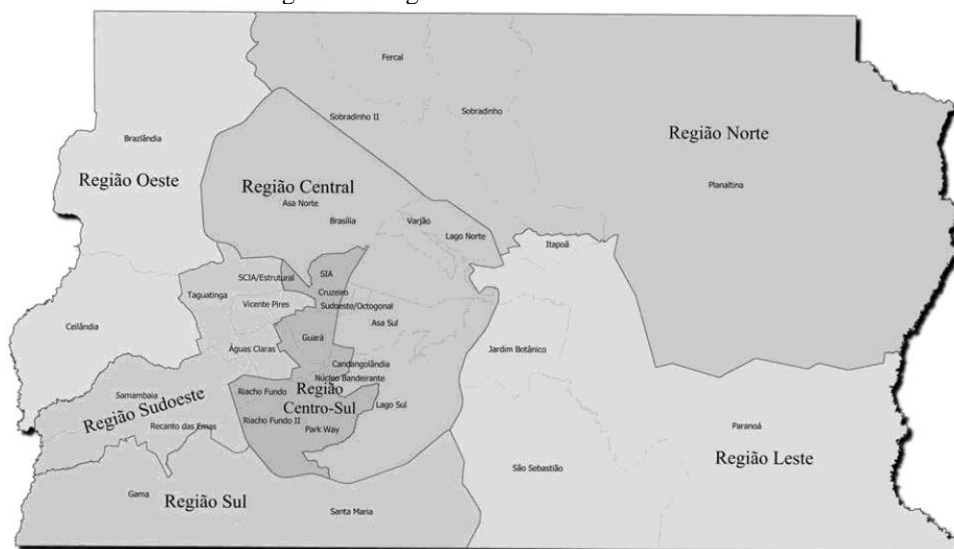 Fercal
Sobradinho II
Sobradinho
Região Norte
Brazlândia
Região Oeste
Planaltina
Região Central
Asa Norte
Brasília
Varjão
Lago Norte
Itapoã
SCIA/Estrutural
SIA
Taguatinga
Vicente Pires
Cruzeiro
Sudoeste/Octogonal
Asa Sul
Ceilândia
Guará
Águas Claras
Jardim Botânico
Candangolândia
Núcleo Bandeirante
Samambaia
Riacho Fundo
Região
Centro-Sul
Região Sudoeste
Lago Sul
Riacho Fundo II
Recanto das Emas
Park Way
Paranoá
Região Leste
São Sebastião
Gama
Região Sul
Santa Maria